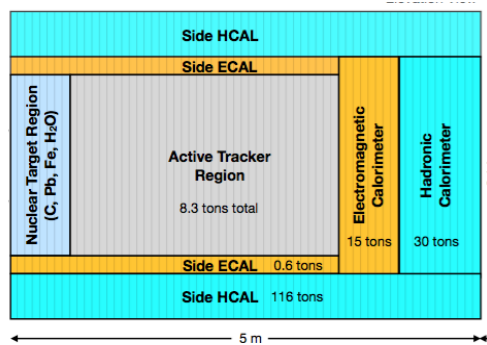 Side HCAL
Side ECAL
Nuclear Target Region
(C, Pb, Fe, H₂O)
Active Tracker
Region
8.3 tons total
Electromagnetic
Calorimeter
15 tons
Hadronic
Calorimeter
30 tons
Side ECAL 0.6 tons
Side HCAL 116 tons
5 m